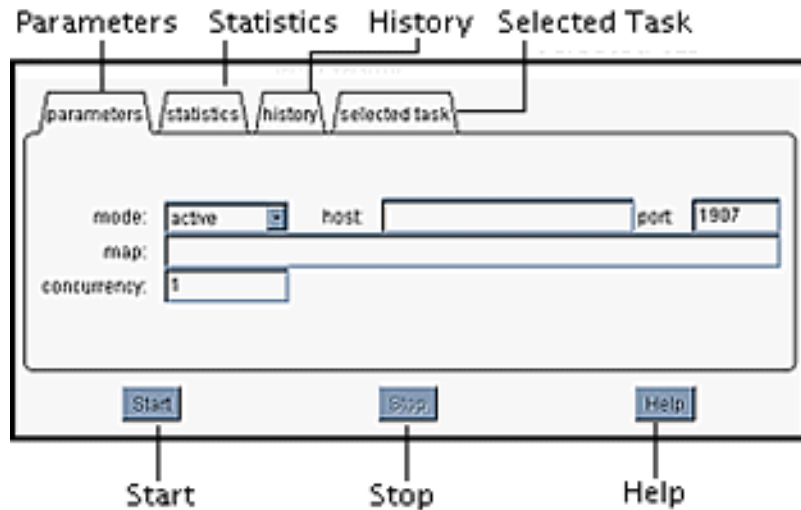 Parameters Statistics History Selected Task
parameters statistics history selected task
mode: active host port 1907
map:
concurrency: 1
Start Stop Help
Start Stop Help